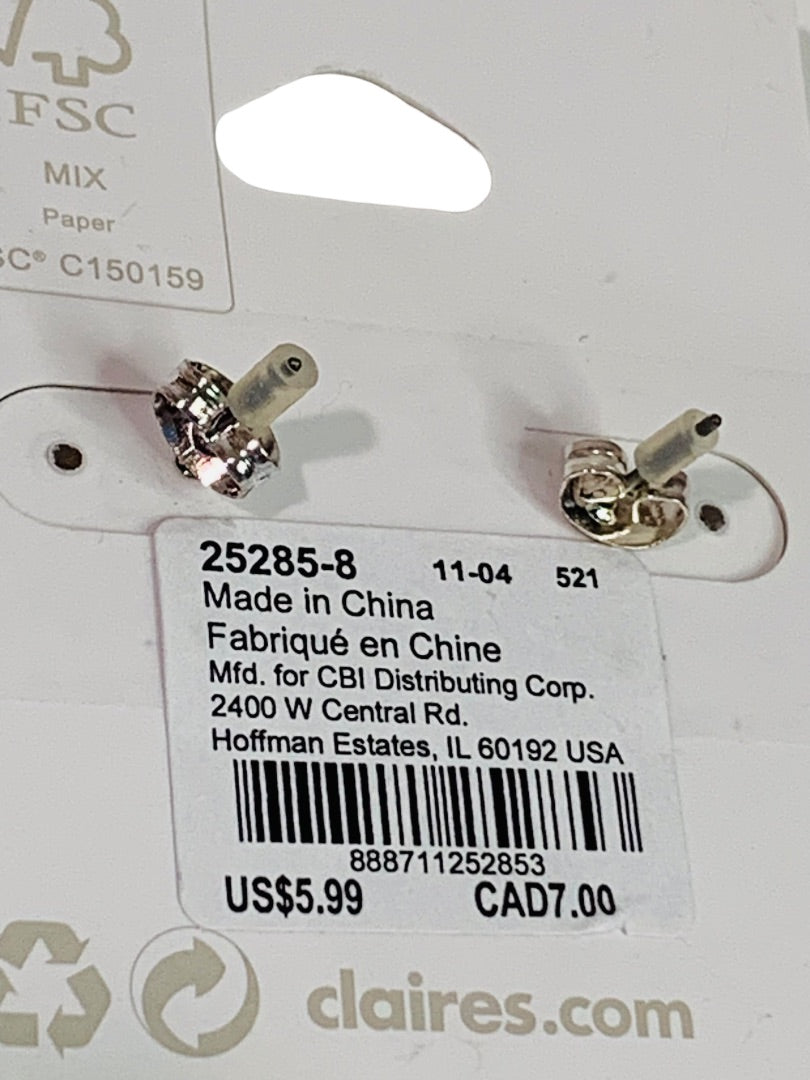 FSC
MIX
Paper
C150159
25285-8 11-04 521
Made in China
Fabriqué en Chine
Mfd. for CBI Distributing Corp.
2400 W Central Rd.
Hoffman Estates, IL 60192 USA
888711252853
US$5.99 CAD7.00
claires.com